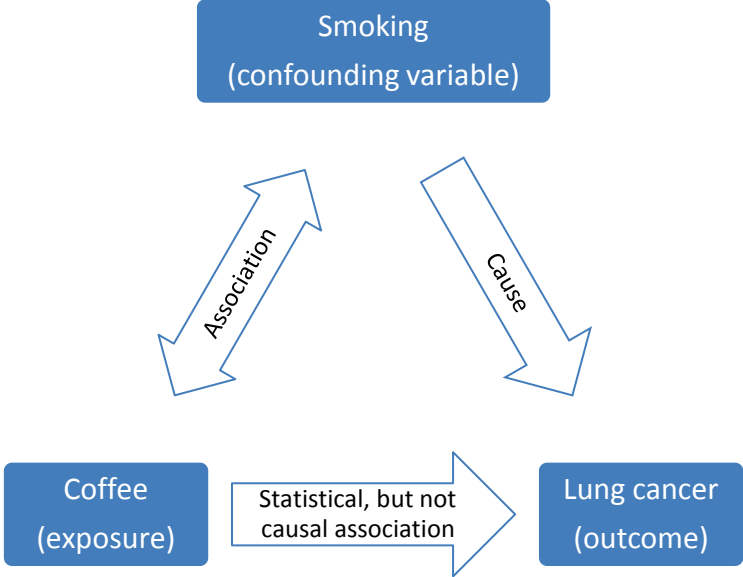 Smoking
(confounding variable)
Association
Cause
Coffee
(exposure)
Statistical, but not
causal association
Lung cancer
(outcome)